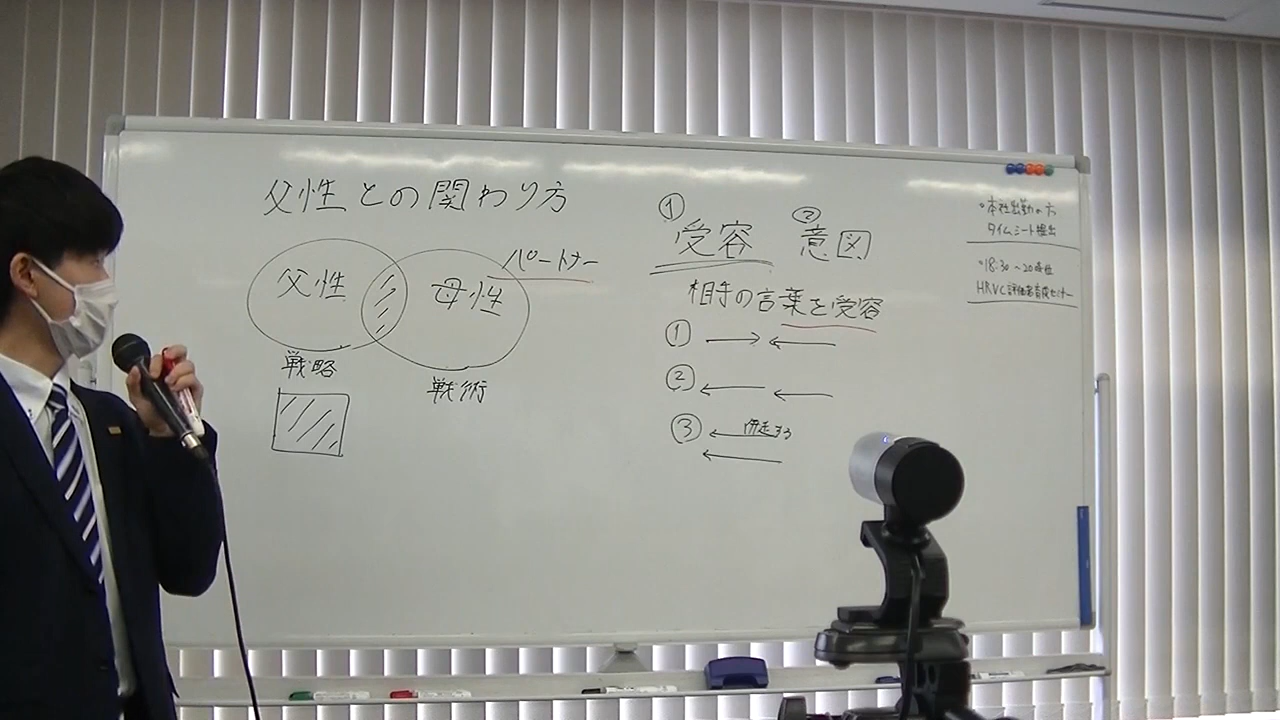 父性との関わり方
父性
母性
パートナー
戦略
戦術
① 受容
② 意図
相手の言葉を受容
①
②
③ 併走する
本社出勤の方
タイムシート提出
18:30〜20時位
HRVC評価者育成セミナー